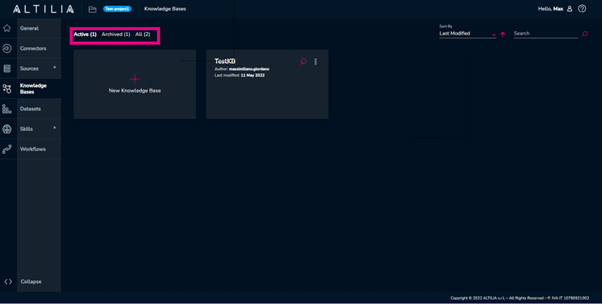 ALTILIA
Test project
Knowledge Bases
Hello, Max
General
Connectors
Sources
Knowledge
Bases
Datasets
Skills
Workflows
Collapse
Active (1) Archived (1) All (2)
Sort By
Last Modified
Search
New Knowledge Base
TestKB
Author: massimiliano.giordano
Last modified: 11 May 2022
Copyright © 2022 ALTILIA s.r.l. - All Rights Reserved - P. IVA IT 10780921003